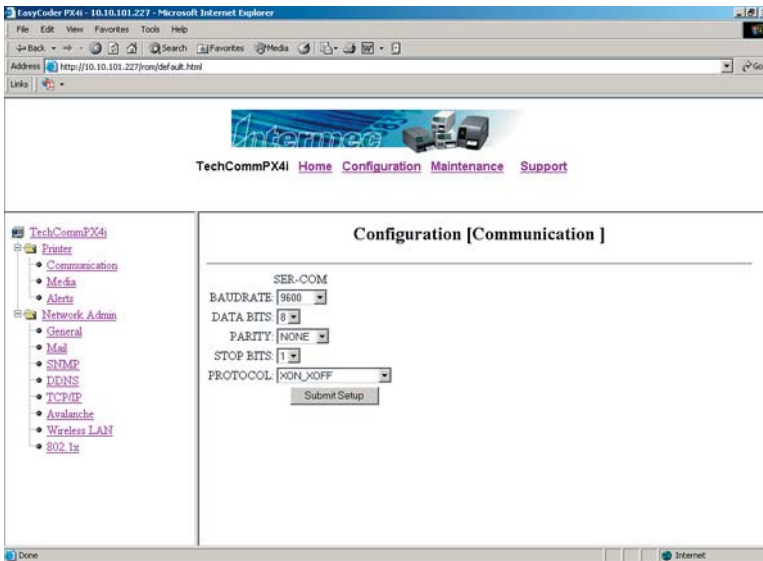 EasyCoder PX4i - 10.10.101.227 - Microsoft Internet Explorer
File Edit View Favorites Tools Help
Back Search Favorites Media
Address http://10.10.101.227/rom/default.html Go
Links
Intermec
TechCommPX4i Home Configuration Maintenance Support
TechCommPX4i
Printer
Communication
Media
Alerts
Network Admin
General
Mail
SNMP
DDNS
TCP/IP
Avalanche
Wireless LAN
802.1x
Configuration [Communication ]
SER-COM
BAUDRATE: 9600
DATA BITS: 8
PARITY: NONE
STOP BITS: 1
PROTOCOL: XON_XOFF
Submit Setup
Done Internet